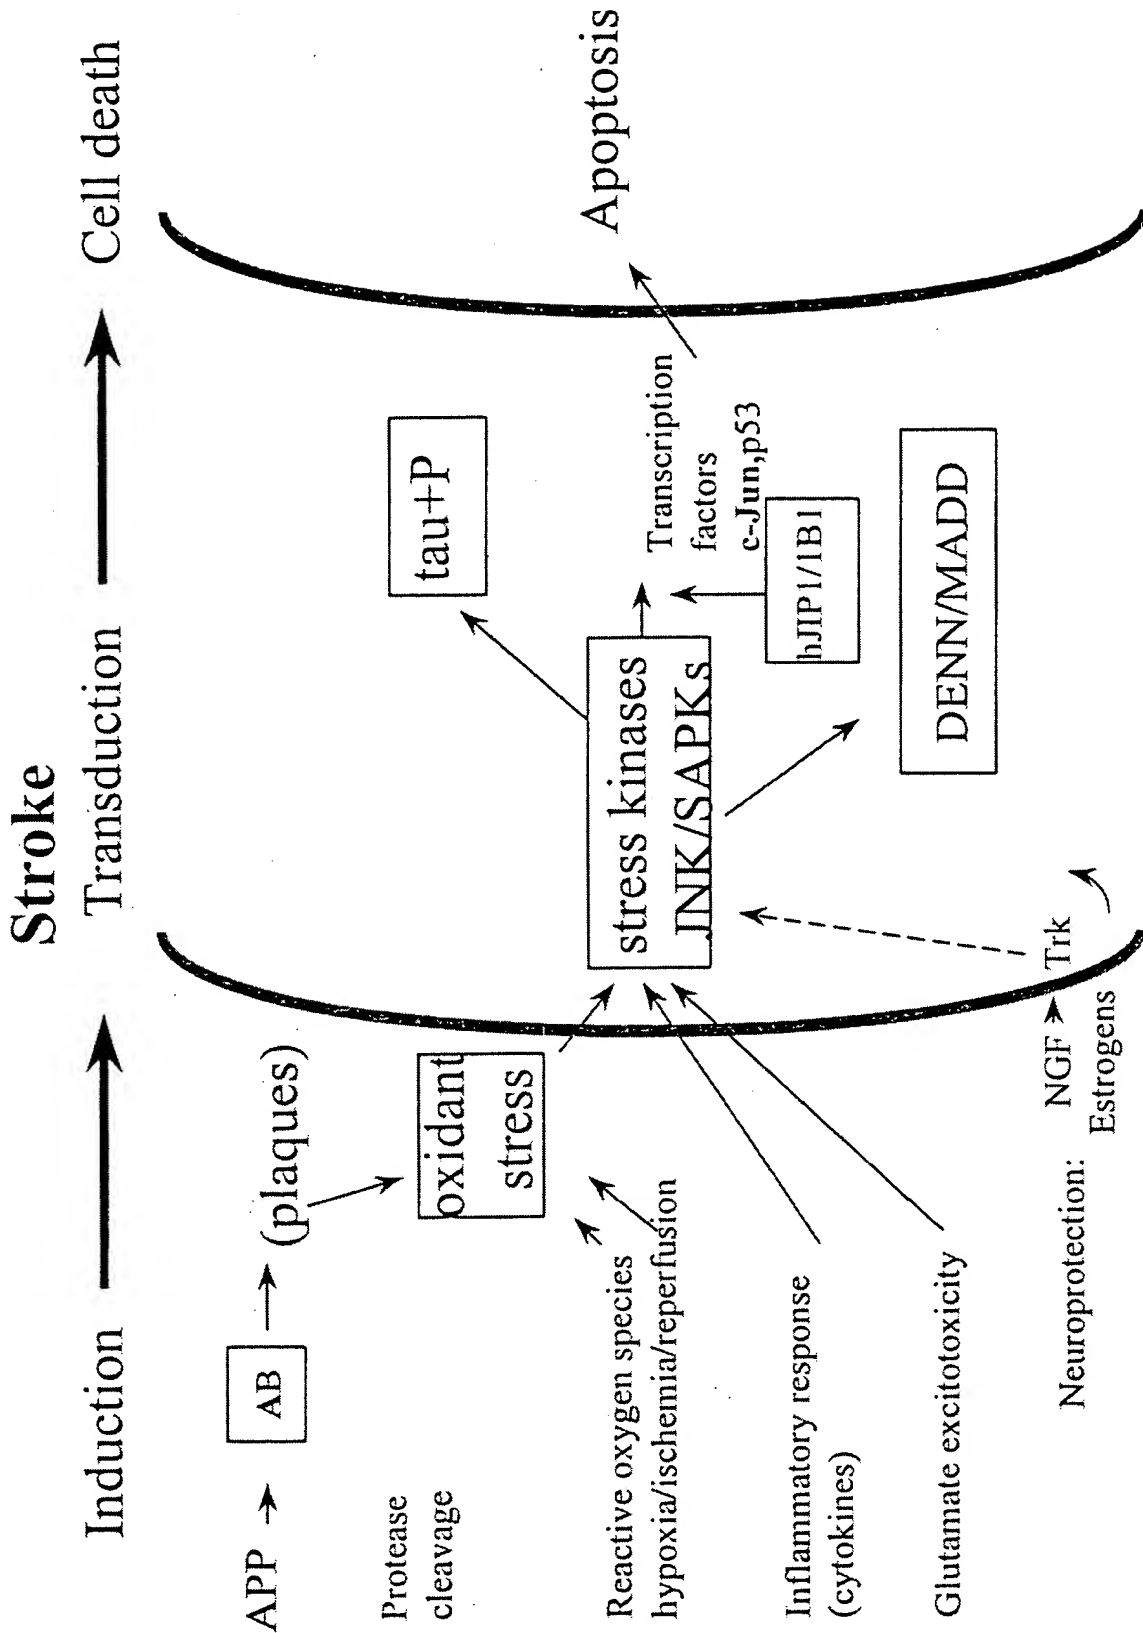 Stroke
Induction
Transduction
Cell death
APP
AB
(plaques)
Protease
cleavage
oxidant
stress
tau+P
Reactive oxygen species
hypoxia/ischemia/reperfusion
stress kinases
JNK/SAPKs
Transcription
factors
c-Jun,p53
Apoptosis
hJIP1/1B1
Inflammatory response
(cytokines)
DENN/MADD
Glutamate excitotoxicity
Neuroprotection:
NGF
Trk
Estrogens